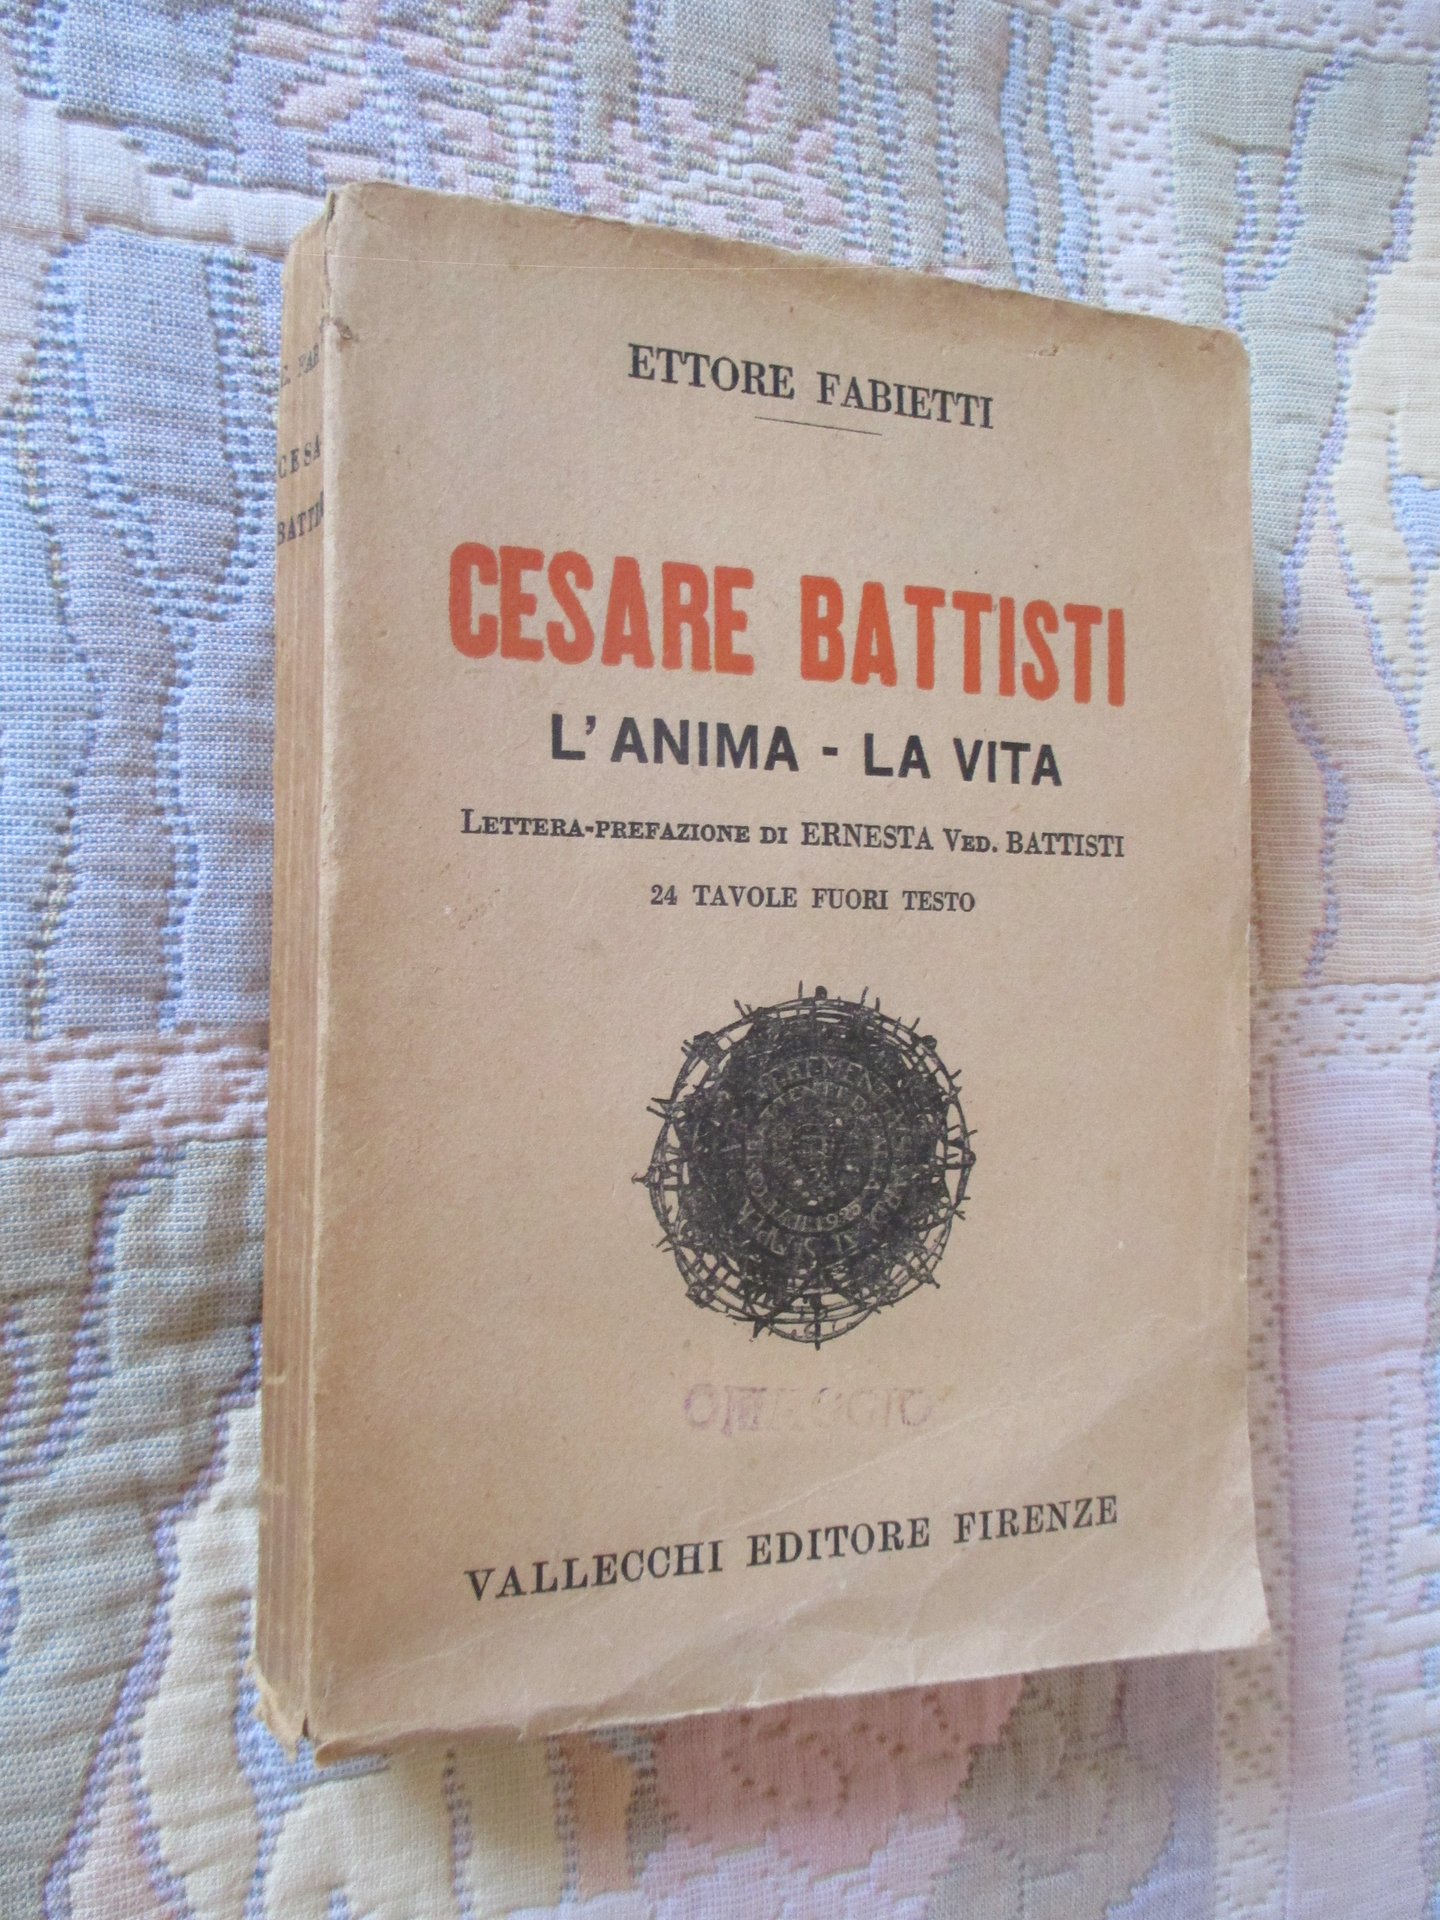 ETTORE FABIETTI
CESARE BATTISTI
L'ANIMA - LA VITA
LETTERA-PREFAZIONE DI ERNESTA VED. BATTISTI
24 TAVOLE FUORI TESTO
OMAGGIO
VALLECCHI EDITORE FIRENZE